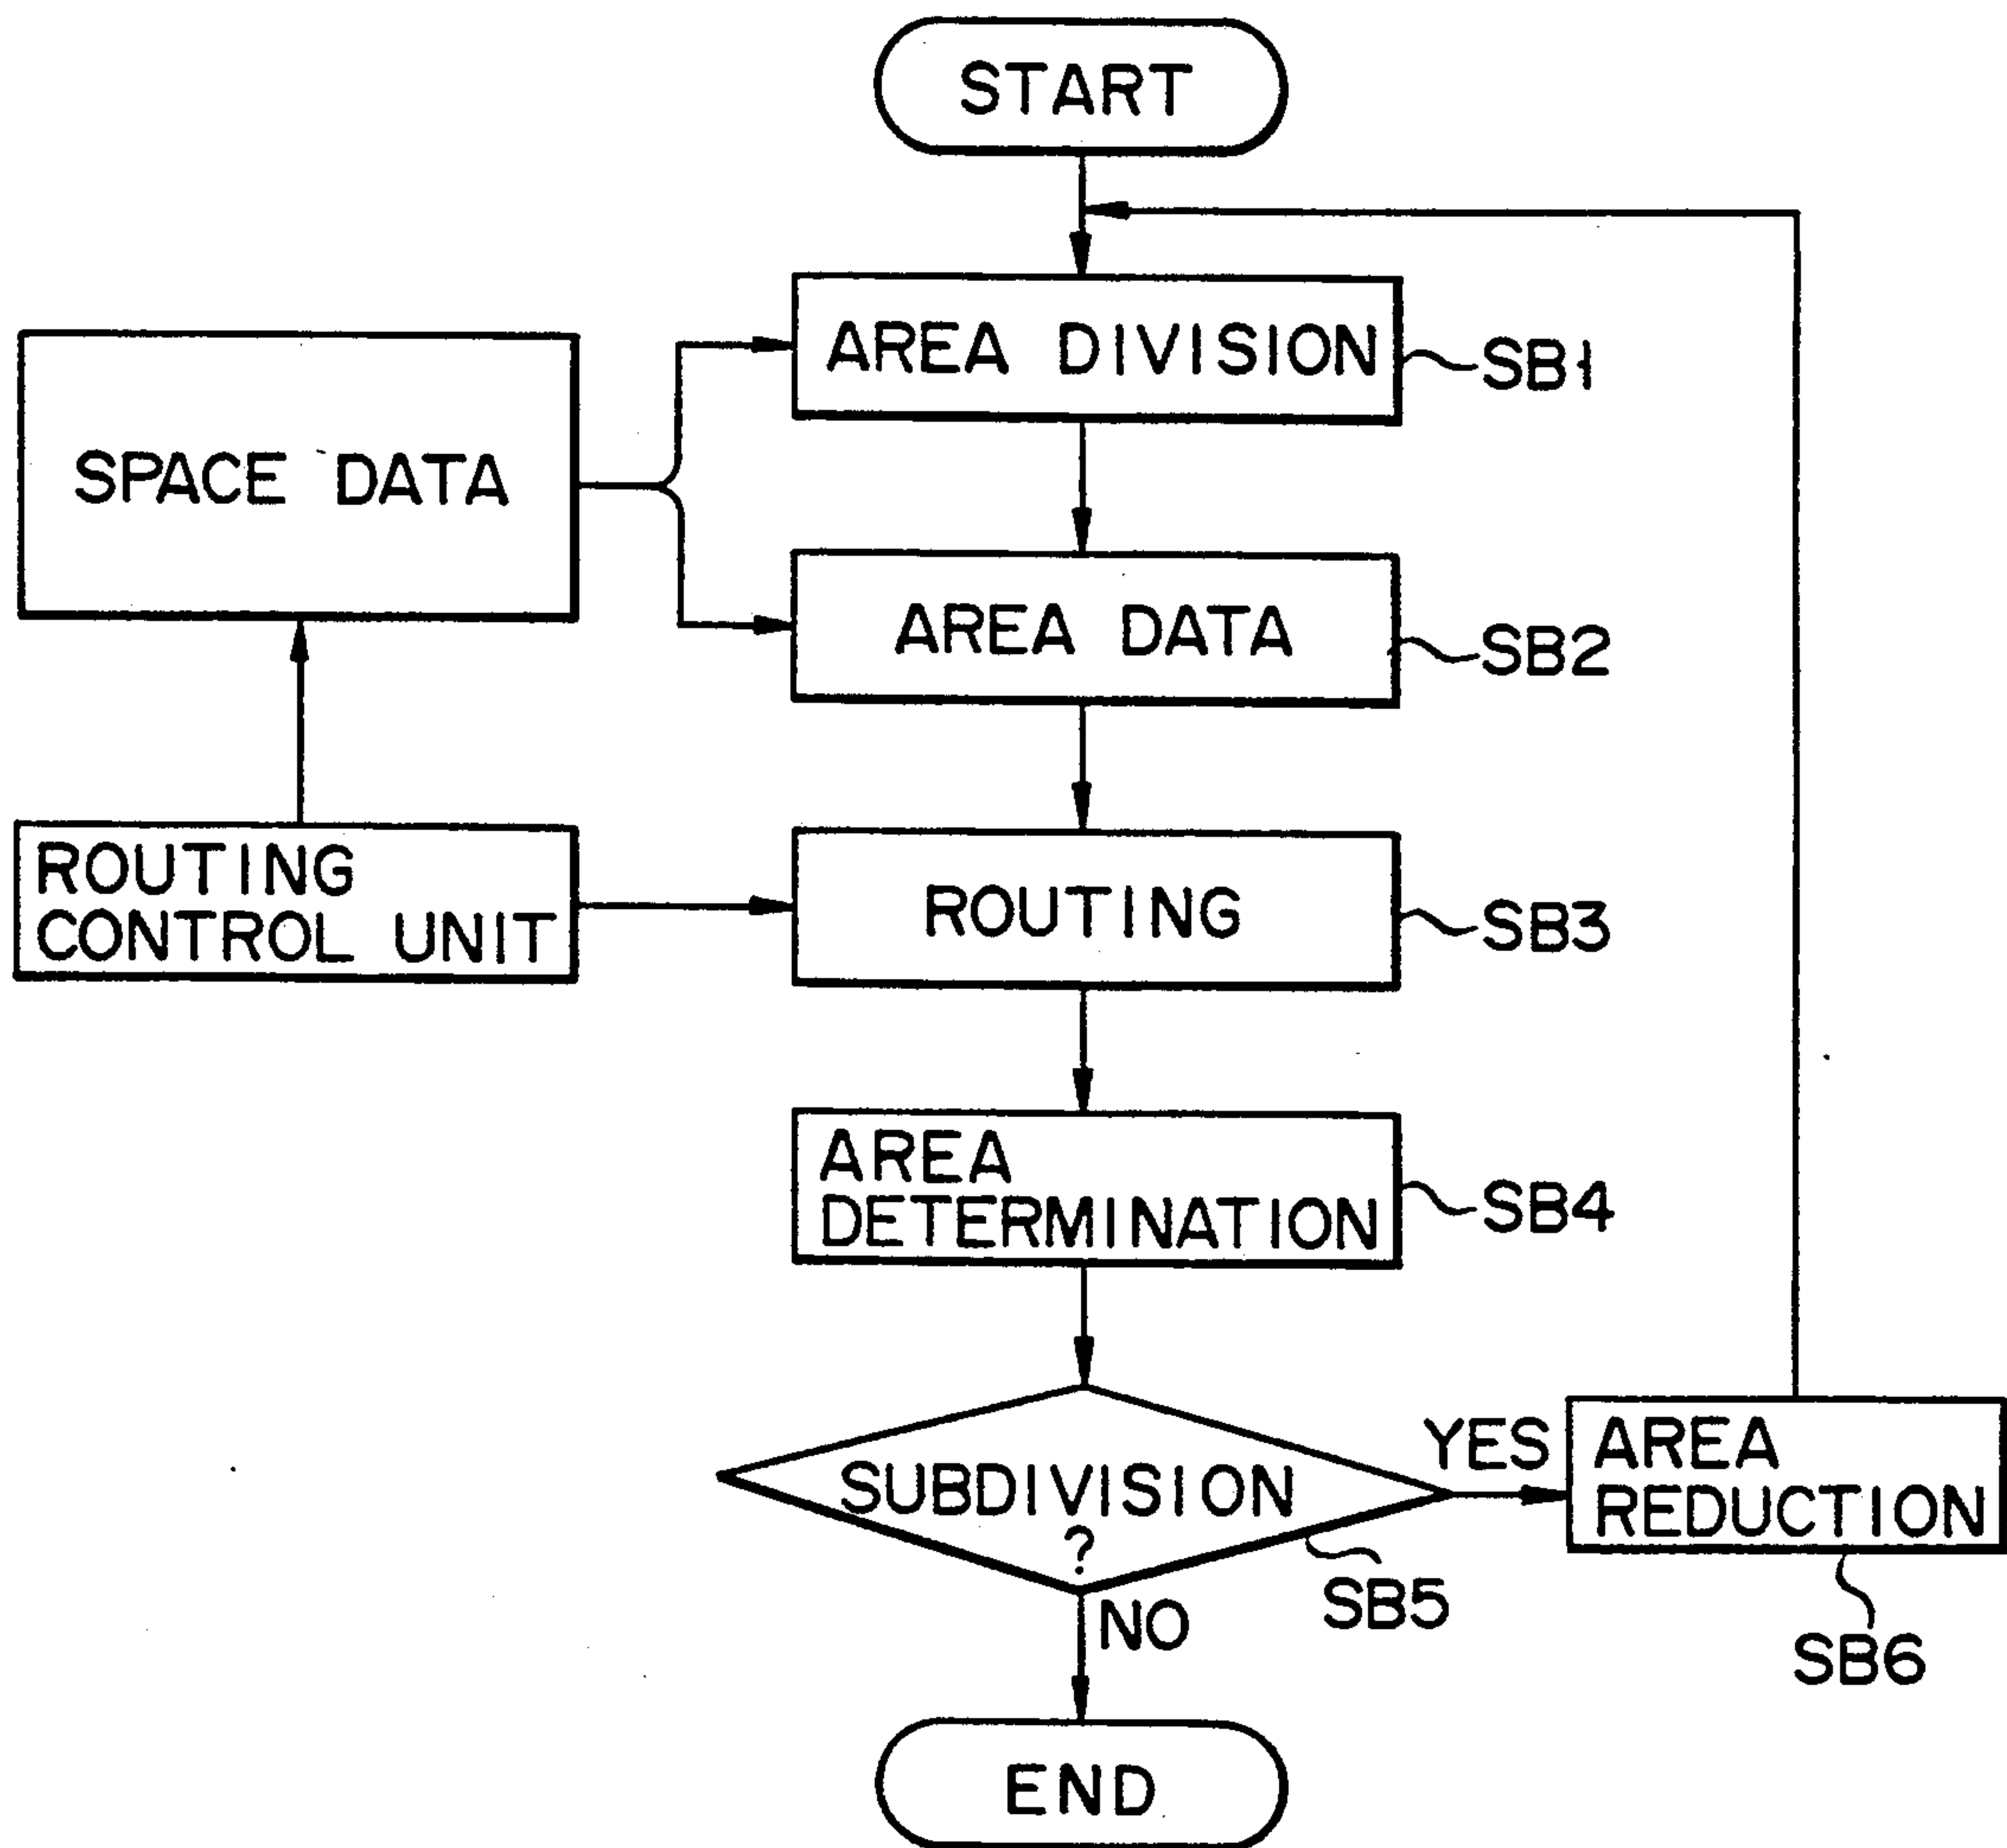 START
AREA DIVISION
SB1
SPACE DATA
AREA DATA
SB2
ROUTING
CONTROL UNIT
ROUTING
SB3
AREA
DETERMINATION
SB4
SUBDIVISION
?
SB5
YES
AREA
REDUCTION
SB6
NO
END